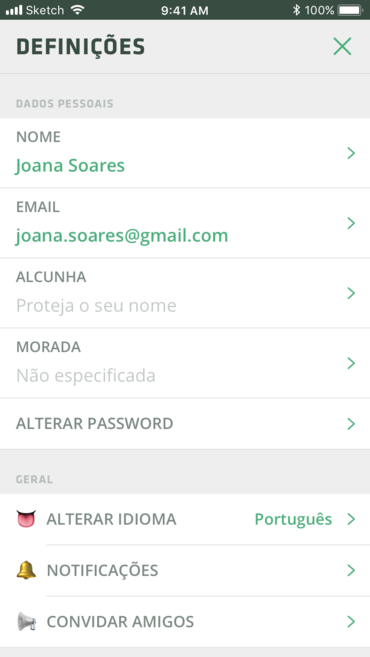 Sketch 9:41 AM 100%
DEFINIÇÕES
DADOS PESSOAIS
NOME
Joana Soares
EMAIL
joana.soares@gmail.com
ALCUNHA
Proteja o seu nome
MORADA
Não especificada
ALTERAR PASSWORD
GERAL
ALTERAR IDIOMA Português
NOTIFICAÇÕES
CONVIDAR AMIGOS